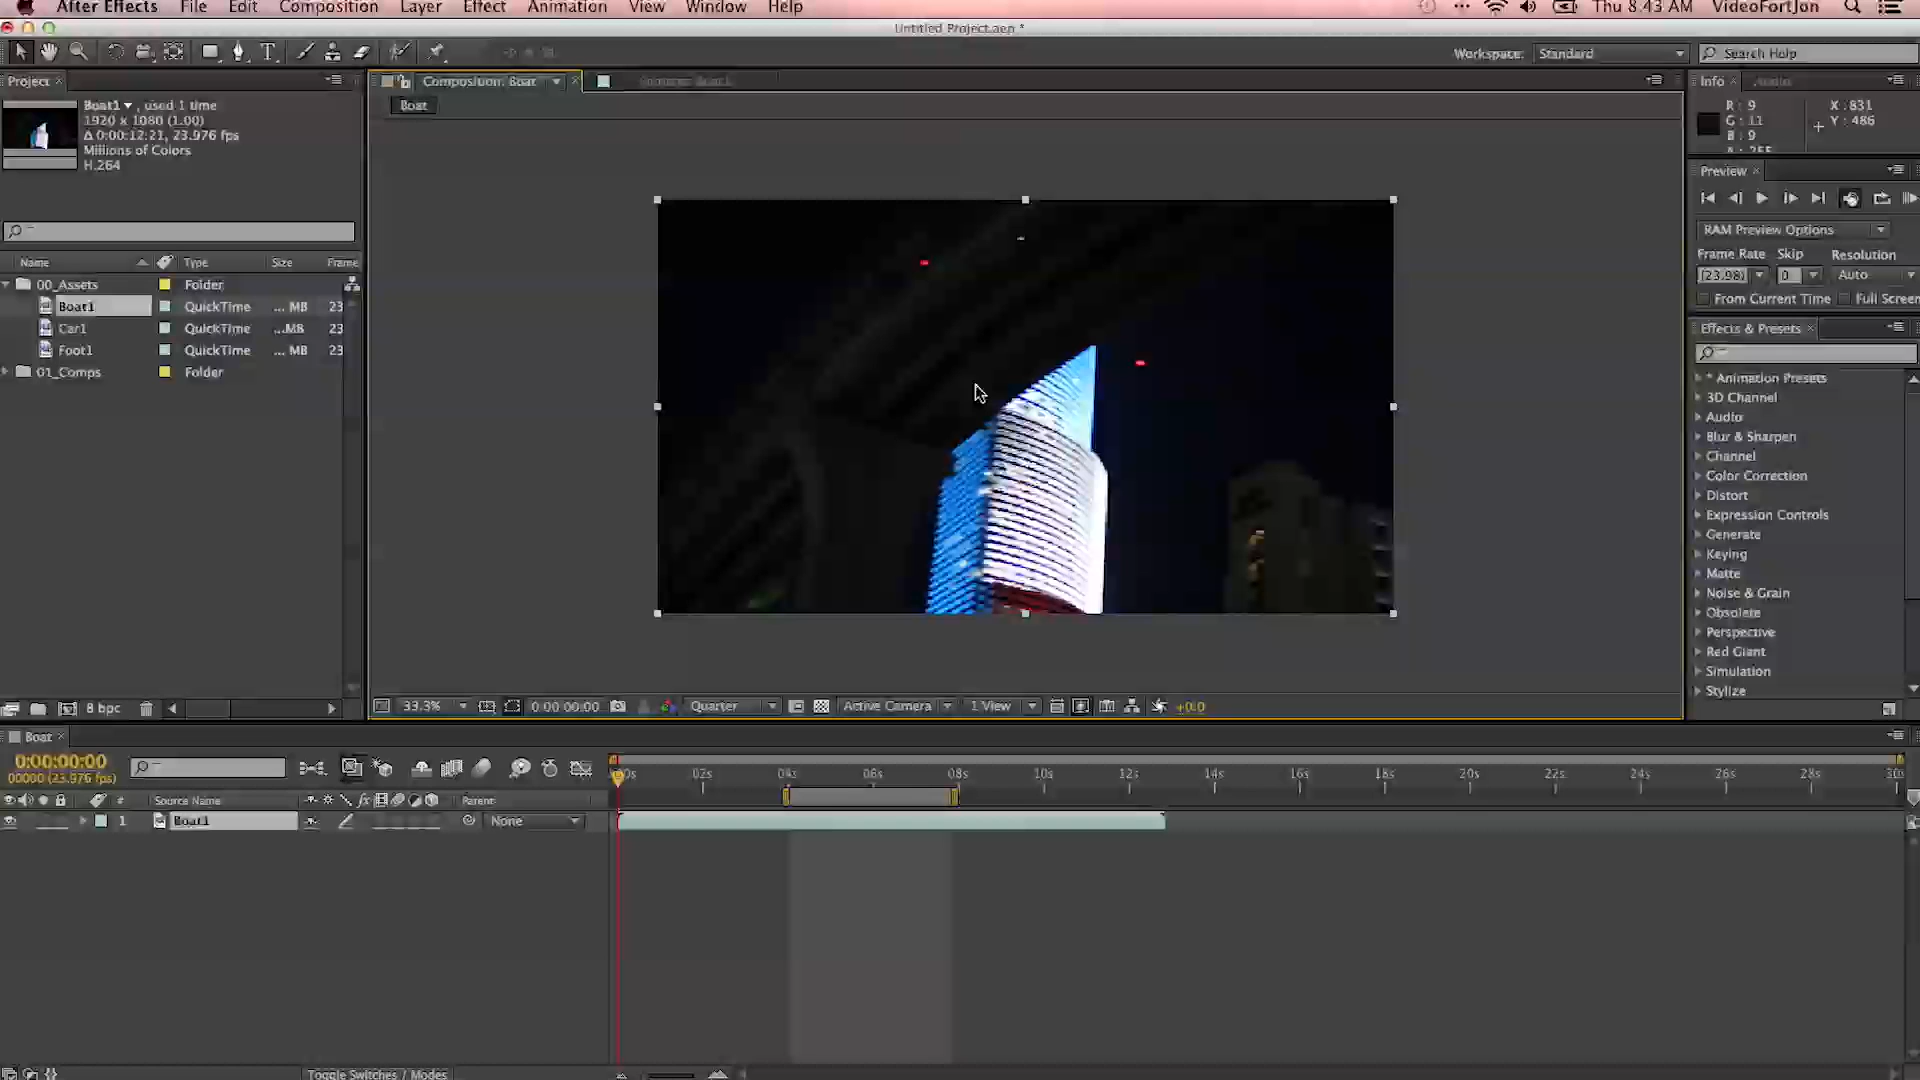 After Effects File Edit Composition Layer Effect Animation View Window Help Thu 8.43 AM VideoFortJon
Untitled Project.aep *
Workspace: Standard Search Help
Project Composition: Boat Info Audio
Boat1 , used 1 time
1920 x 1080 (1.00)
Δ 0:00:12:21, 23.976 fps
Millions of Colors
H.264
Boat
R : 9 X : 831
G : 11 Y : 486
B : 9
A : 255
Preview
RAM Preview Options
Frame Rate Skip Resolution
(23.98) 0 Auto
From Current Time Full Screen
Name Type Size Frame
00_Assets Folder
Boat1 QuickTime ... MB 23
Car1 QuickTime ...MB 23
Foot1 QuickTime ... MB 23
01_Comps Folder
Effects & Presets
* Animation Presets
3D Channel
Audio
Blur & Sharpen
Channel
Color Correction
Distort
Expression Controls
Generate
Keying
Matte
Noise & Grain
Obsolete
Perspective
Red Giant
Simulation
Stylize
8 bpc
33.3% 0:00:00:00 Quarter Active Camera 1 View +0.0
Boat
0:00:00:00
00000 (23.976 fps)
02s 04s 06s 08s 10s 12s 14s 16s 18s 20s 22s 24s 26s 28s 30s
# Source Name fx Parent
1 Boat1 None
Toggle Switches / Modes